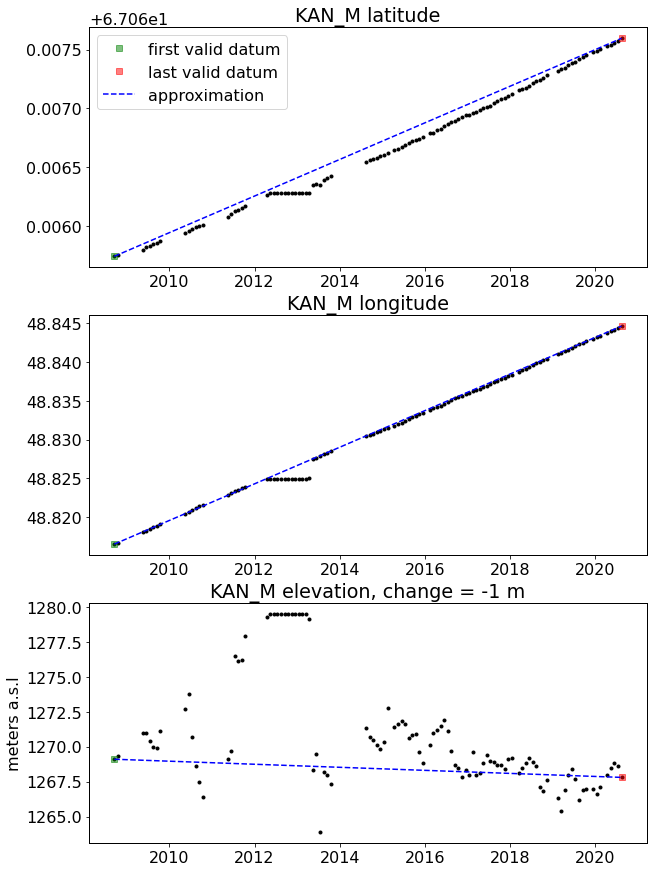 KAN_M latitude
+6.706e1
0.0075
0.0070
0.0065
0.0060
first valid datum
last valid datum
approximation
2010 2012 2014 2016 2018 2020
KAN_M longitude
48.845
48.840
48.835
48.830
48.825
48.820
2010 2012 2014 2016 2018 2020
KAN_M elevation, change = -1 m
meters a.s.l
1280.0
1277.5
1275.0
1272.5
1270.0
1267.5
1265.0
2010 2012 2014 2016 2018 2020